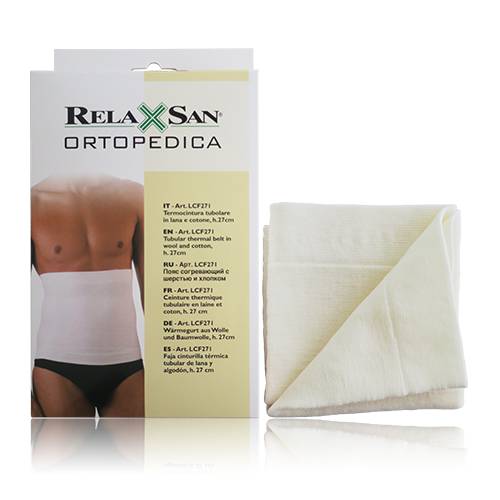 RELAXSAN®
ORTOPEDICA
IT - Art. LCF271
Termocintura tubolare
in lana e cotone, h.27cm
EN - Art. LCF271
Tubular thermal belt in
wool and cotton,
h.27cm
RU - Арт. LCF271
Пояс согревающий с
шерстью и хлопком
FR - Art. LCF271
Ceinture thermique
tubulaire en laine et
coton, h. 27 cm
DE - Art. LCF271
Wärmegurt aus Wolle
und Baumwolle, h.27cm
ES - Art. LCF271
Faja cinturilla térmica
tubular de lana y
algodón, h. 27 cm